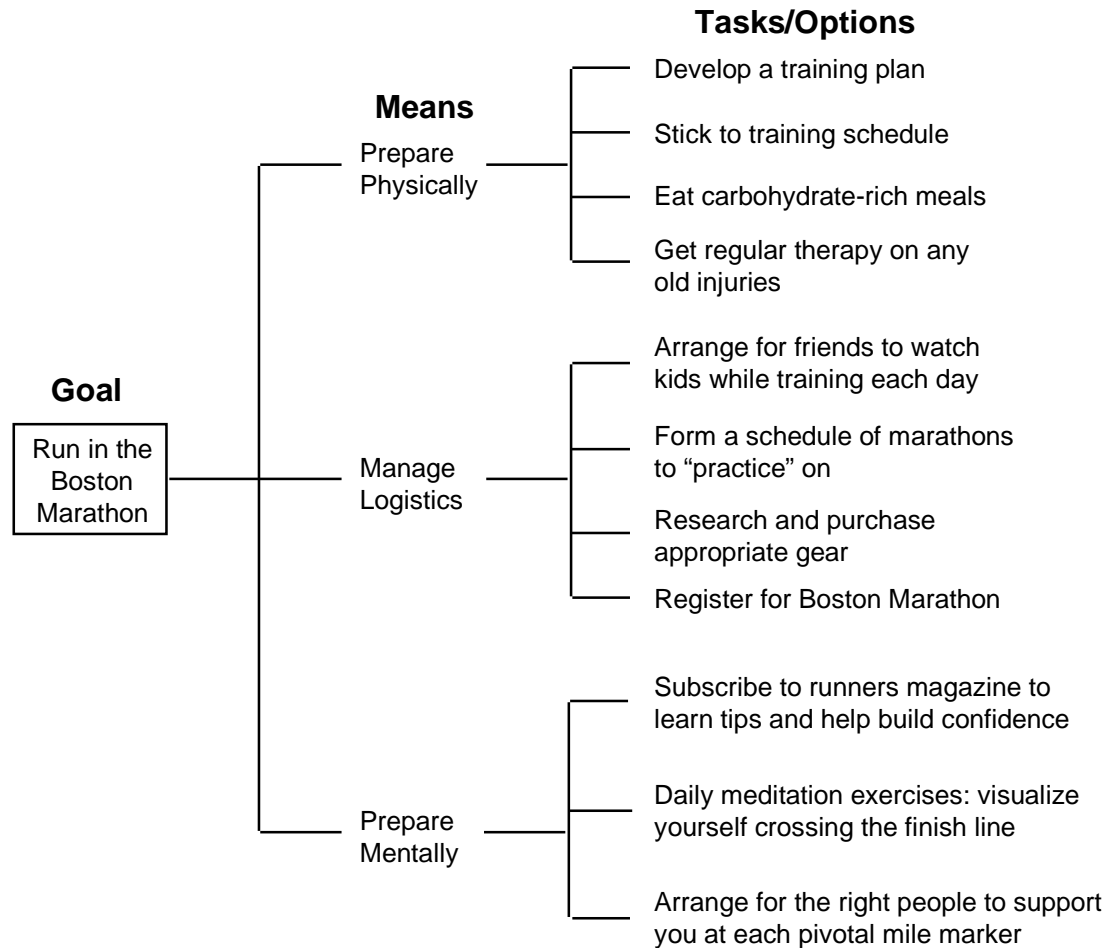 Tasks/Options
Develop a training plan
Means
Stick to training schedule
Prepare
Physically
Eat carbohydrate-rich meals
Get regular therapy on any
old injuries
Arrange for friends to watch
kids while training each day
Goal
Run in the
Boston
Marathon
Form a schedule of marathons
to “practice” on
Manage
Logistics
Research and purchase
appropriate gear
Register for Boston Marathon
Subscribe to runners magazine to
learn tips and help build confidence
Daily meditation exercises: visualize
yourself crossing the finish line
Prepare
Mentally
Arrange for the right people to support
you at each pivotal mile marker